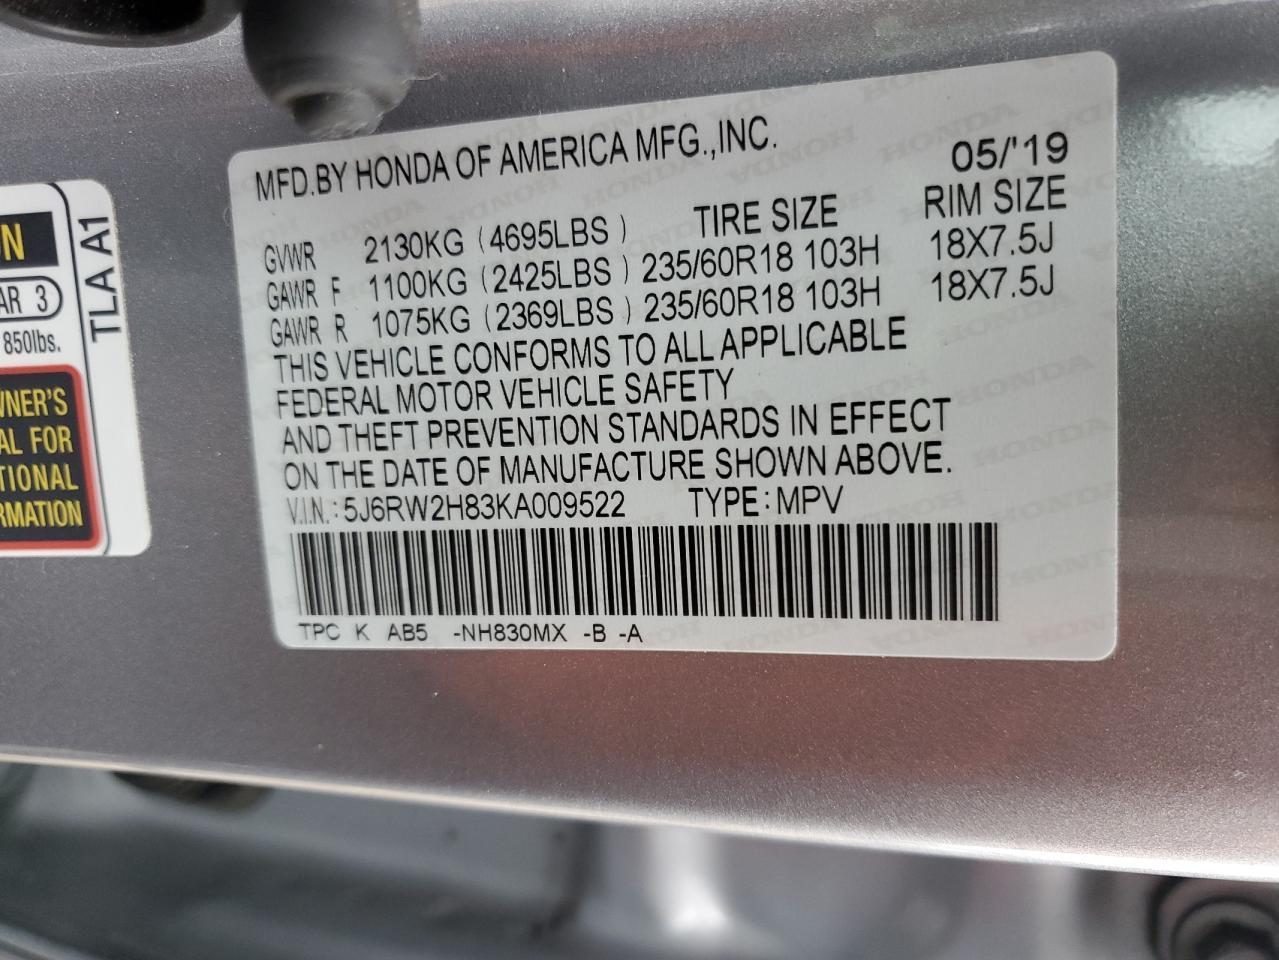 MFD.BY HONDA OF AMERICA MFG.,INC. 05/'19
TIRE SIZE RIM SIZE
GVWR 2130KG (4695LBS)
GAWR F 1100KG (2425LBS) 235/60R18 103H 18X7.5J
GAWR R 1075KG (2369LBS) 235/60R18 103H 18X7.5J
THIS VEHICLE CONFORMS TO ALL APPLICABLE
FEDERAL MOTOR VEHICLE SAFETY
AND THEFT PREVENTION STANDARDS IN EFFECT
ON THE DATE OF MANUFACTURE SHOWN ABOVE.
V.I.N.: 5J6RW2H83KA009522 TYPE: MPV
TPC K AB5 -NH830MX -B -A
TLA A1
3
850lbs.
FOR